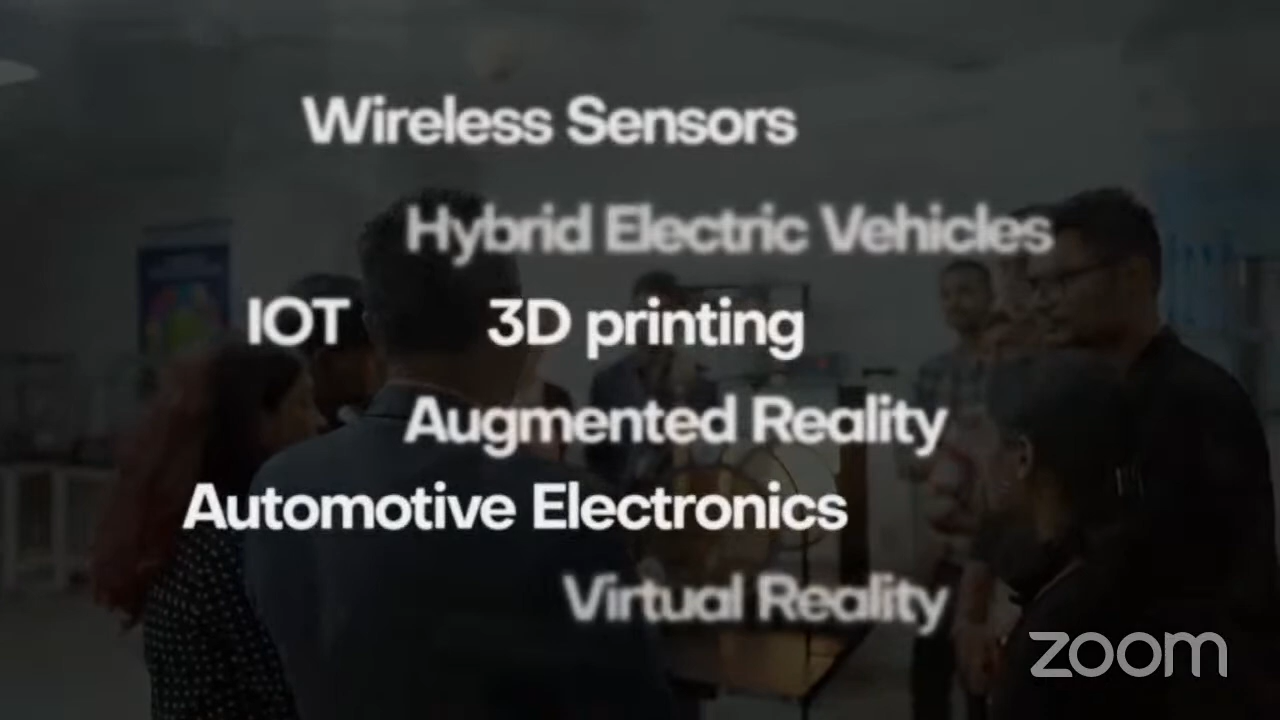 Wireless Sensors
Hybrid Electric Vehicles
IOT 3D printing
Augmented Reality
Automotive Electronics
Virtual Reality
zoom